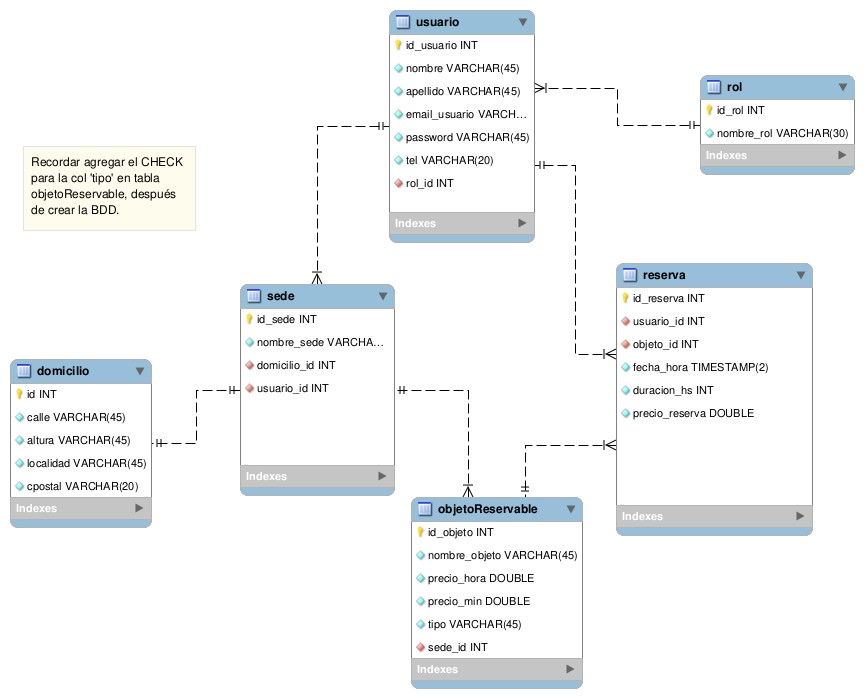 usuario
id_usuario INT
nombre VARCHAR(45)
apellido VARCHAR(45)
email_usuario VARCH...
password VARCHAR(45)
tel VARCHAR(20)
rol_id INT
Indexes
rol
id_rol INT
nombre_rol VARCHAR(30)
Indexes
Recordar agregar el CHECK
para la col 'tipo' en tabla
objetoReservable, después
de crear la BDD.
reserva
id_reserva INT
usuario_id INT
objeto_id INT
fecha_hora TIMESTAMP(2)
duracion_hs INT
precio_reserva DOUBLE
Indexes
sede
id_sede INT
nombre_sede VARCHA...
domicilio_id INT
usuario_id INT
Indexes
domicilio
id INT
calle VARCHAR(45)
altura VARCHAR(45)
localidad VARCHAR(45)
cpostal VARCHAR(20)
Indexes
objetoReservable
id_objeto INT
nombre_objeto VARCHAR(45)
precio_hora DOUBLE
precio_min DOUBLE
tipo VARCHAR(45)
sede_id INT
Indexes